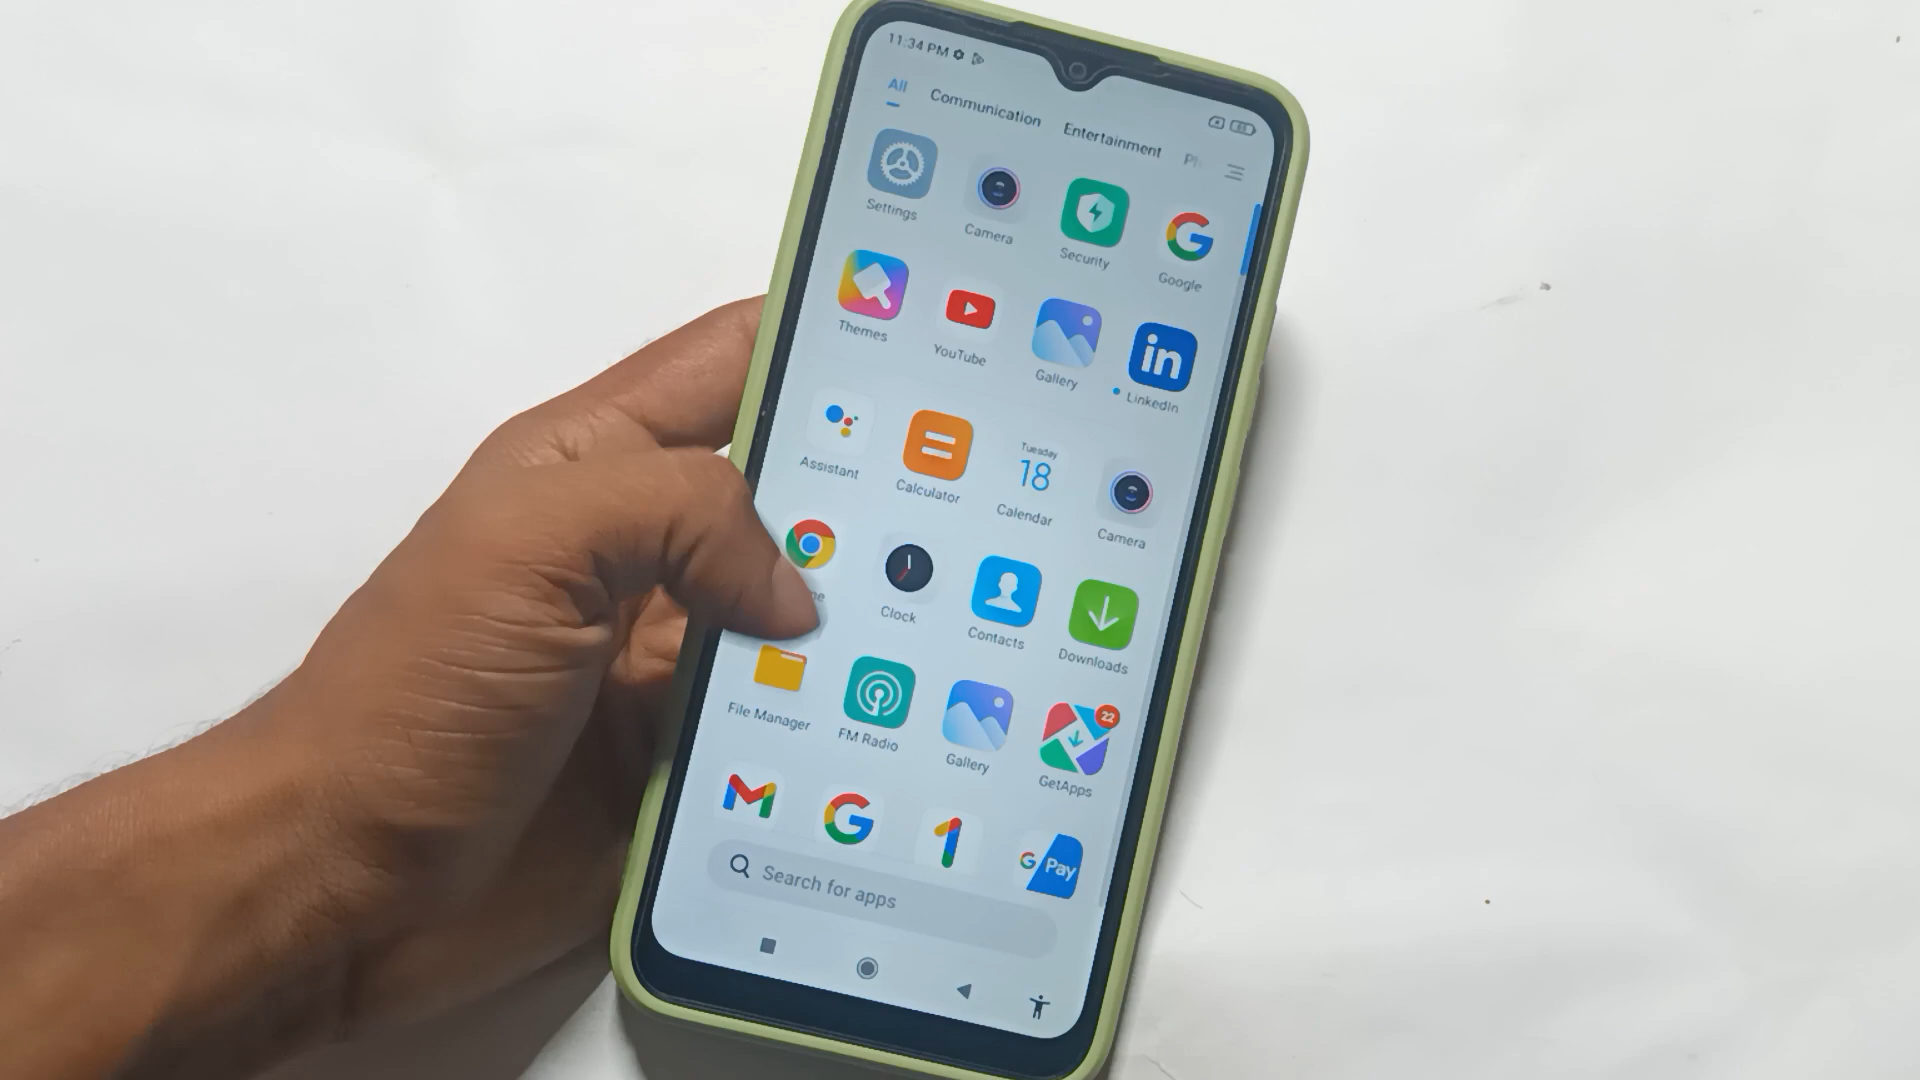 11:34 PM
All Communication Entertainment
Settings Camera Security Google
Themes YouTube Gallery LinkedIn
in
Tuesday
18
Assistant Calculator Calendar Camera
Clock Contacts Downloads
22
File Manager FM Radio Gallery GetApps
G Pay
Search for apps